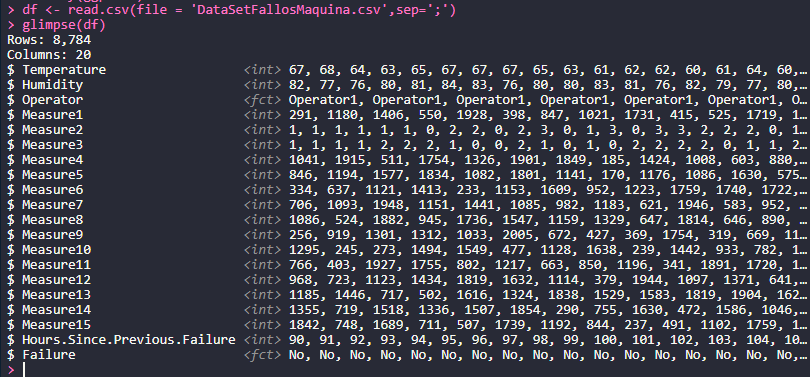 > df <- read.csv(file = 'DataSetFallosMaquina.csv',sep=';')
> glimpse(df)
Rows: 8,784
Columns: 20
$ Temperature <int> 67, 68, 64, 63, 65, 67, 67, 67, 65, 63, 61, 62, 62, 60, 61, 64, 60,…
$ Humidity <int> 82, 77, 76, 80, 81, 84, 83, 76, 80, 80, 83, 81, 76, 82, 79, 77, 80,…
$ Operator <fct> Operator1, Operator1, Operator1, Operator1, Operator1, Operator1, O…
$ Measure1 <int> 291, 1180, 1406, 550, 1928, 398, 847, 1021, 1731, 415, 525, 1719, 1…
$ Measure2 <int> 1, 1, 1, 1, 1, 1, 0, 2, 2, 0, 2, 3, 0, 1, 3, 0, 3, 3, 2, 2, 2, 0, 1…
$ Measure3 <int> 1, 1, 1, 1, 2, 2, 2, 1, 0, 0, 2, 1, 0, 1, 0, 2, 2, 2, 2, 0, 1, 1, 2…
$ Measure4 <int> 1041, 1915, 511, 1754, 1326, 1901, 1849, 185, 1424, 1008, 603, 880,…
$ Measure5 <int> 846, 1194, 1577, 1834, 1082, 1801, 1141, 170, 1176, 1086, 1630, 575…
$ Measure6 <int> 334, 637, 1121, 1413, 233, 1153, 1609, 952, 1223, 1759, 1740, 1722,…
$ Measure7 <int> 706, 1093, 1948, 1151, 1441, 1085, 982, 1183, 621, 1946, 583, 952, …
$ Measure8 <int> 1086, 524, 1882, 945, 1736, 1547, 1159, 1329, 647, 1814, 646, 890, …
$ Measure9 <int> 256, 919, 1301, 1312, 1033, 2005, 672, 427, 369, 1754, 319, 669, 11…
$ Measure10 <int> 1295, 245, 273, 1494, 1549, 477, 1128, 1638, 239, 1442, 933, 782, 1…
$ Measure11 <int> 766, 403, 1927, 1755, 802, 1217, 663, 850, 1196, 341, 1891, 1720, 1…
$ Measure12 <int> 968, 723, 1123, 1434, 1819, 1632, 1114, 379, 1944, 1097, 1371, 641,…
$ Measure13 <int> 1185, 1446, 717, 502, 1616, 1324, 1838, 1529, 1583, 1819, 1904, 162…
$ Measure14 <int> 1355, 719, 1518, 1336, 1507, 1854, 290, 755, 1630, 472, 1586, 1046,…
$ Measure15 <int> 1842, 748, 1689, 711, 507, 1739, 1192, 844, 237, 491, 1102, 1759, 1…
$ Hours.Since.Previous.Failure <int> 90, 91, 92, 93, 94, 95, 96, 97, 98, 99, 100, 101, 102, 103, 104, 10…
$ Failure <fct> No, No, No, No, No, No, No, No, No, No, No, No, No, No, No, No, No,…
>